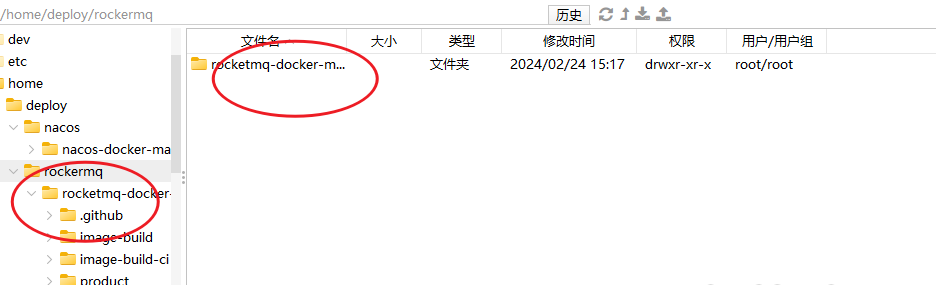 /home/deploy/rockermq
历史
dev
etc
home
deploy
nacos
nacos-docker-ma
rockermq
rocketmq-docker-
.github
image-build
image-build-ci
product
文件名 大小 类型 修改时间 权限 用户/用户组
rocketmq-docker-m... 文件夹 2024/02/24 15:17 drwxr-xr-x root/root